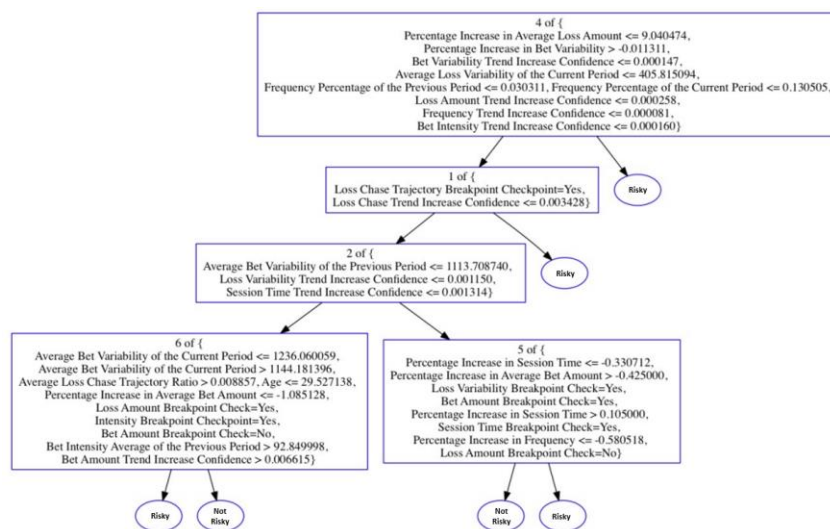 4 of {
Percentage Increase in Average Loss Amount <= 9.040474,
Percentage Increase in Bet Variability > -0.011311,
Bet Variability Trend Increase Confidence <= 0.000147,
Average Loss Variability of the Current Period <= 405.815094,
Frequency Percentage of the Previous Period <= 0.030311, Frequency Percentage of the Current Period <= 0.130505,
Loss Amount Trend Increase Confidence <= 0.000258,
Frequency Trend Increase Confidence <= 0.000081,
Bet Intensity Trend Increase Confidence <= 0.000160}
1 of {
Loss Chase Trajectory Breakpoint Checkpoint=Yes,
Loss Chase Trend Increase Confidence <= 0.003428}
Risky
2 of {
Average Bet Variability of the Previous Period <= 1113.708740,
Loss Variability Trend Increase Confidence <= 0.001150,
Session Time Trend Increase Confidence <= 0.001314}
Risky
6 of {
Average Bet Variability of the Current Period <= 1236.060059,
Average Bet Variability of the Current Period > 1144.181396,
Average Loss Chase Trajectory Ratio > 0.008857, Age <= 29.527138,
Percentage Increase in Average Bet Amount <= -1.085128,
Loss Amount Breakpoint Check=Yes,
Intensity Breakpoint Checkpoint=Yes,
Bet Amount Breakpoint Check=No,
Bet Intensity Average of the Previous Period > 92.849998,
Bet Amount Trend Increase Confidence > 0.006615}
5 of {
Percentage Increase in Session Time <= -0.330712,
Percentage Increase in Average Bet Amount > -0.425000,
Loss Variability Breakpoint Check=Yes,
Bet Amount Breakpoint Check=Yes,
Percentage Increase in Session Time > 0.105000,
Session Time Breakpoint Check=Yes,
Percentage Increase in Frequency <= -0.580518,
Loss Amount Breakpoint Check=No}
Risky
Not
Risky
Not
Risky
Risky